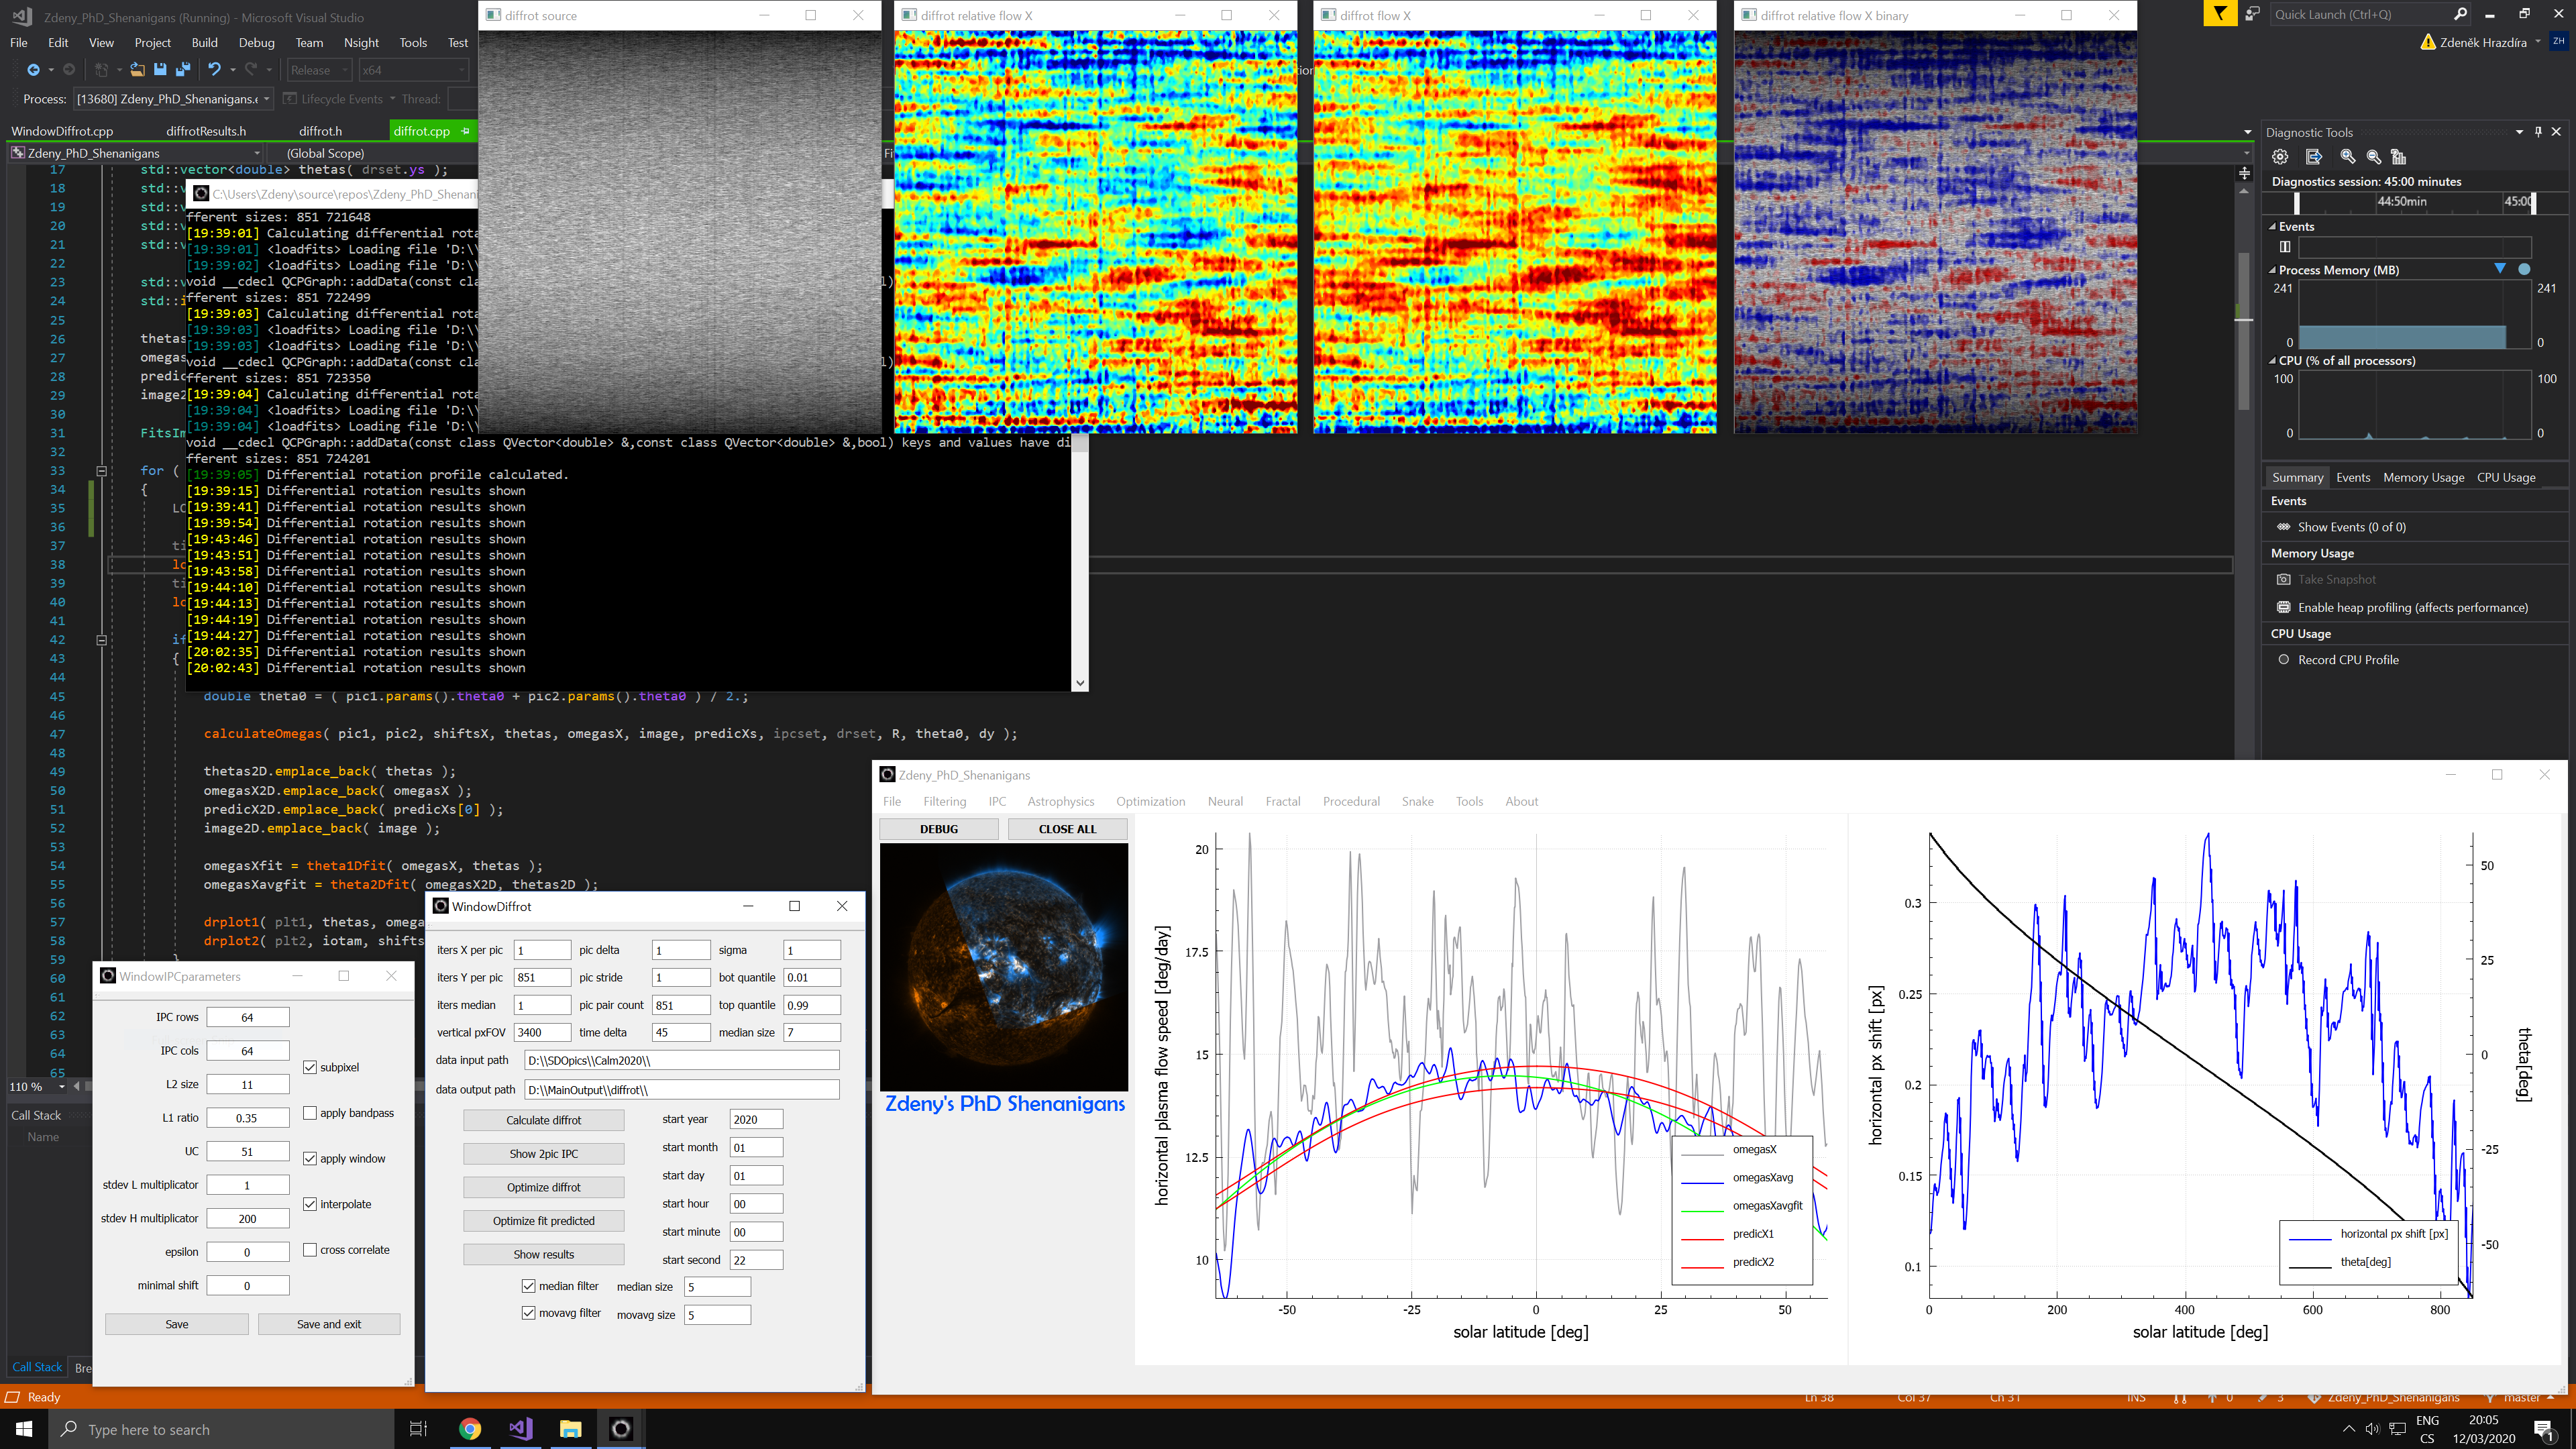 Zdeny_PhD_Shenanigans (Running) - Microsoft Visual Studio
Quick Launch (Ctrl+Q)
File Edit View Project Build Debug Team Nsight Tools Test
Zdeněk Hrazdíra ZH
Release x64
Process: [13680] Zdeny_PhD_Shenanigans.e Lifecycle Events Thread:
WindowDiffrot.cpp diffrotResults.h diffrot.h diffrot.cpp
Zdeny_PhD_Shenanigans (Global Scope)
diffrot source
diffrot relative flow X
diffrot flow X
diffrot relative flow X binary
17 std::vector<double> thetas( drset.ys );
18 std::v
19 std::v
20 std::v
21 std::v
22
23 std::v
24 std::i
25
26 thetas
27 omegas
28 predic
29 image2
30
31 FitsIm
32
33 for (
34 {
35 LO
36
37 ti
38 lo
39 ti
40 lo
41
42 if
43 {
44
45 double theta0 = ( pic1.params().theta0 + pic2.params().theta0 ) / 2.;
46
47 calculateOmegas( pic1, pic2, shiftsX, thetas, omegasX, image, predicXs, ipcset, drset, R, theta0, dy );
48
49 thetas2D.emplace_back( thetas );
50 omegasX2D.emplace_back( omegasX );
51 predicX2D.emplace_back( predicXs[0] );
52 image2D.emplace_back( image );
53
54 omegasXfit = theta1Dfit( omegasX, thetas );
55 omegasXavgfit = theta2Dfit( omegasX2D, thetas2D );
56
57 drplot1( plt1, thetas, omega
58 drplot2( plt2, iotam, shifts
59 }
60
61
62
63
64
65
110 %
Call Stack
Name
Call Stack Bre
C:\Users\Zdeny\source\repos\Zdeny_PhD_Shenani
fferent sizes: 851 721648
[19:39:01] Calculating differential rota
[19:39:01] <loadfits> Loading file 'D:\\
[19:39:02] <loadfits> Loading file 'D:\\
void __cdecl QCPGraph::addData(const cla
fferent sizes: 851 722499
[19:39:03] Calculating differential rota
[19:39:03] <loadfits> Loading file 'D:\\
[19:39:03] <loadfits> Loading file 'D:\\
void __cdecl QCPGraph::addData(const cla
fferent sizes: 851 723350
[19:39:04] Calculating differential rota
[19:39:04] <loadfits> Loading file 'D:\\
[19:39:04] <loadfits> Loading file 'D:\\
void __cdecl QCPGraph::addData(const class QVector<double> &,const class QVector<double> &,bool) keys and values have di
fferent sizes: 851 724201
[19:39:05] Differential rotation profile calculated.
[19:39:15] Differential rotation results shown
[19:39:41] Differential rotation results shown
[19:39:54] Differential rotation results shown
[19:43:46] Differential rotation results shown
[19:43:51] Differential rotation results shown
[19:43:58] Differential rotation results shown
[19:44:10] Differential rotation results shown
[19:44:13] Differential rotation results shown
[19:44:19] Differential rotation results shown
[19:44:27] Differential rotation results shown
[20:02:35] Differential rotation results shown
[20:02:43] Differential rotation results shown
Diagnostic Tools
Diagnostics session: 45:00 minutes
44:50min 45:00
Events
Process Memory (MB)
241 241
0 0
CPU (% of all processors)
100 100
0 0
Summary Events Memory Usage CPU Usage
Events
Show Events (0 of 0)
Memory Usage
Take Snapshot
Enable heap profiling (affects performance)
CPU Usage
Record CPU Profile
WindowIPCparameters
IPC rows 64
IPC cols 64
L2 size 11
L1 ratio 0.35
UC 51
stdev L multiplicator 1
stdev H multiplicator 200
epsilon 0
minimal shift 0
subpixel
apply bandpass
apply window
interpolate
cross correlate
Save Save and exit
WindowDiffrot
iters X per pic 1 pic delta 1 sigma 1
iters Y per pic 851 pic stride 1 bot quantile 0.01
iters median 1 pic pair count 851 top quantile 0.99
vertical pxFOV 3400 time delta 45 median size 7
data input path D:\\SDOpics\\Calm2020\\
data output path D:\\MainOutput\\diffrot\\
Calculate diffrot start year 2020
Show 2pic IPC start month 01
Optimize diffrot start day 01
start hour 00
Optimize fit predicted start minute 00
Show results start second 22
median filter median size 5
movavg filter movavg size 5
Zdeny_PhD_Shenanigans
File Filtering IPC Astrophysics Optimization Neural Fractal Procedural Snake Tools About
DEBUG CLOSE ALL
Zdeny's PhD Shenanigans
horizontal plasma flow speed [deg/day]
20
17.5
15
12.5
10
-50 -25 0 25 50
solar latitude [deg]
omegasX
omegasXavg
omegasXavgfit
predicX1
predicX2
horizontal px shift [px]
0.3
0.25
0.2
0.15
0.1
0 200 400 600 800
solar latitude [deg]
50
25
0
-25
-50
theta[deg]
horizontal px shift [px]
theta[deg]
Ready Ln 38 Col 37 Ch 31 INS 0 3 Zdeny_PhD_Shenanigans master
Type here to search
ENG
CS
20:05
12/03/2020
1